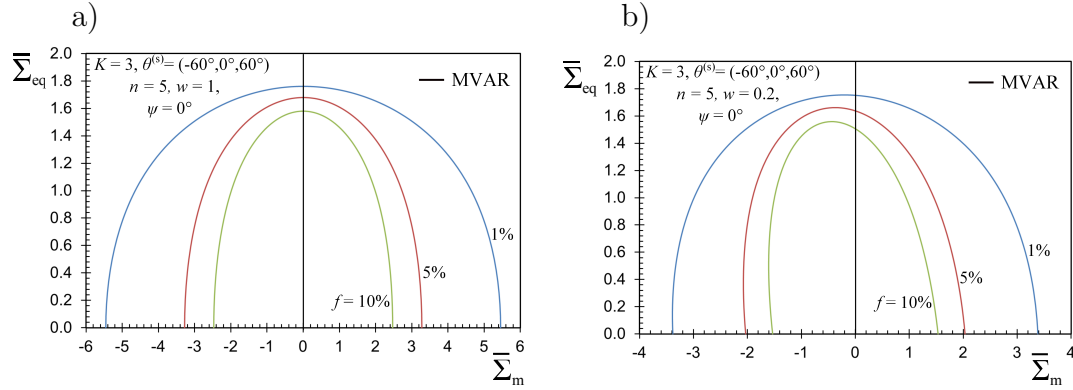 a)
Σ̅eq
K = 3, θ(s)= (-60°,0°,60°)
n = 5, w = 1,
ψ = 0°
MVAR
2.0
1.8
1.6
1.4
1.2
1.0
0.8
0.6
0.4
0.2
0.0
1%
5%
f = 10%
-6 -5 -4 -3 -2 -1 0 1 2 3 4 5 6
Σ̅m
b)
Σ̅eq
K = 3, θ(s)= (-60°,0°,60°)
n = 5, w = 0.2,
ψ = 0°
MVAR
2.0
1.8
1.6
1.4
1.2
1.0
0.8
0.6
0.4
0.2
0.0
1%
5%
f = 10%
-4 -3 -2 -1 0 1 2 3 4
Σ̅m